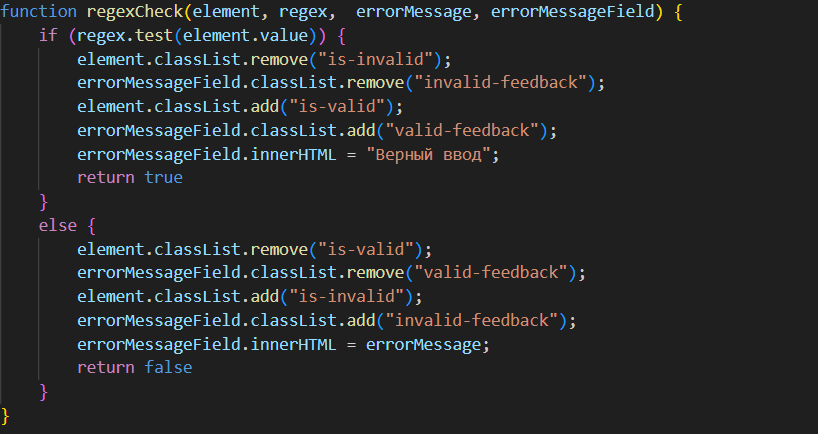 function regexCheck(element, regex,  errorMessage, errorMessageField) {
    if (regex.test(element.value)) {
        element.classList.remove("is-invalid");
        errorMessageField.classList.remove("invalid-feedback");
        element.classList.add("is-valid");
        errorMessageField.classList.add("valid-feedback");
        errorMessageField.innerHTML = "Верный ввод";
        return true
    }
    else {
        element.classList.remove("is-valid");
        errorMessageField.classList.remove("valid-feedback");
        element.classList.add("is-invalid");
        errorMessageField.classList.add("invalid-feedback");
        errorMessageField.innerHTML = errorMessage;
        return false
    }
}